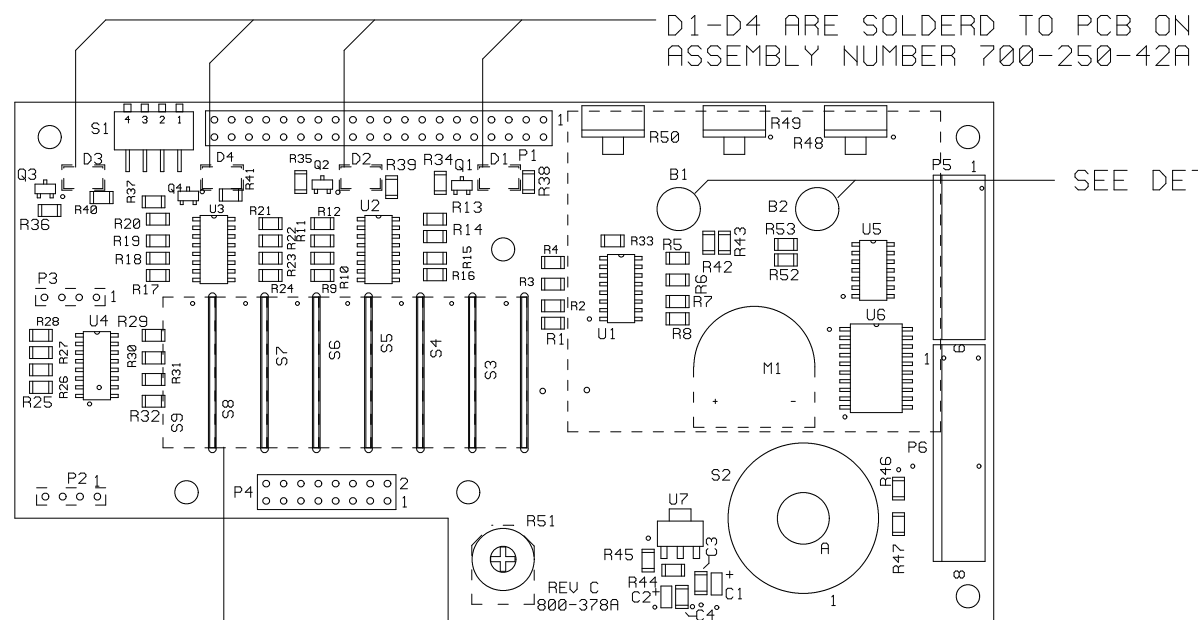 D1-D4 ARE SOLDERD TO PCB ON
ASSEMBLY NUMBER 700-250-42A
S1
4 3 2 1
1
R50
R49
R48
Q3
D3
D4
R35
Q2
D2
R39
R34
Q1
D1
P1
R38
B1
P5
1
SEE DET
R40
R37
Q4
R41
R36
R20
U3
R21
R12
U2
R13
B2
R19
R22
R11
R14
R33
R5
R42
R43
R53
U5
R18
R23
R15
R4
R52
R17
R24
R9
R10
R16
R3
R6
P3
1
R2
R7
R28
U4
R29
R1
U1
R8
U6
R27
R30
S7
S6
S5
S4
S3
6
R26
R31
M1
1
R25
R32
S9
S8
+ -
P2
1
P4
2
1
S2
P6
R46
R51
U7
R45
C3
A
R47
R44
REV C
800-378A
C2
+
+
C1
C4
1
8